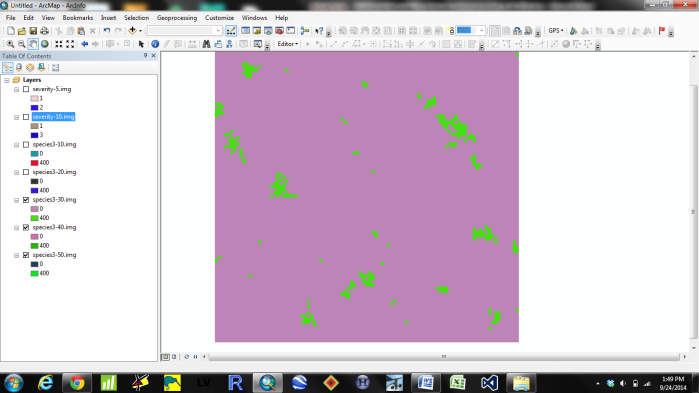 Untitled - ArcMap - ArcInfo
File Edit View Bookmarks Insert Selection Geoprocessing Customize Windows Help
GPS
Editor
Table Of Contents
Layers
severity-5.img
1
2
severity-10.img
1
3
species3-10.img
0
400
species3-20.img
0
400
species3-30.img
0
400
species3-40.img
0
400
species3-50.img
0
400
LV R H
1:49 PM
9/24/2014